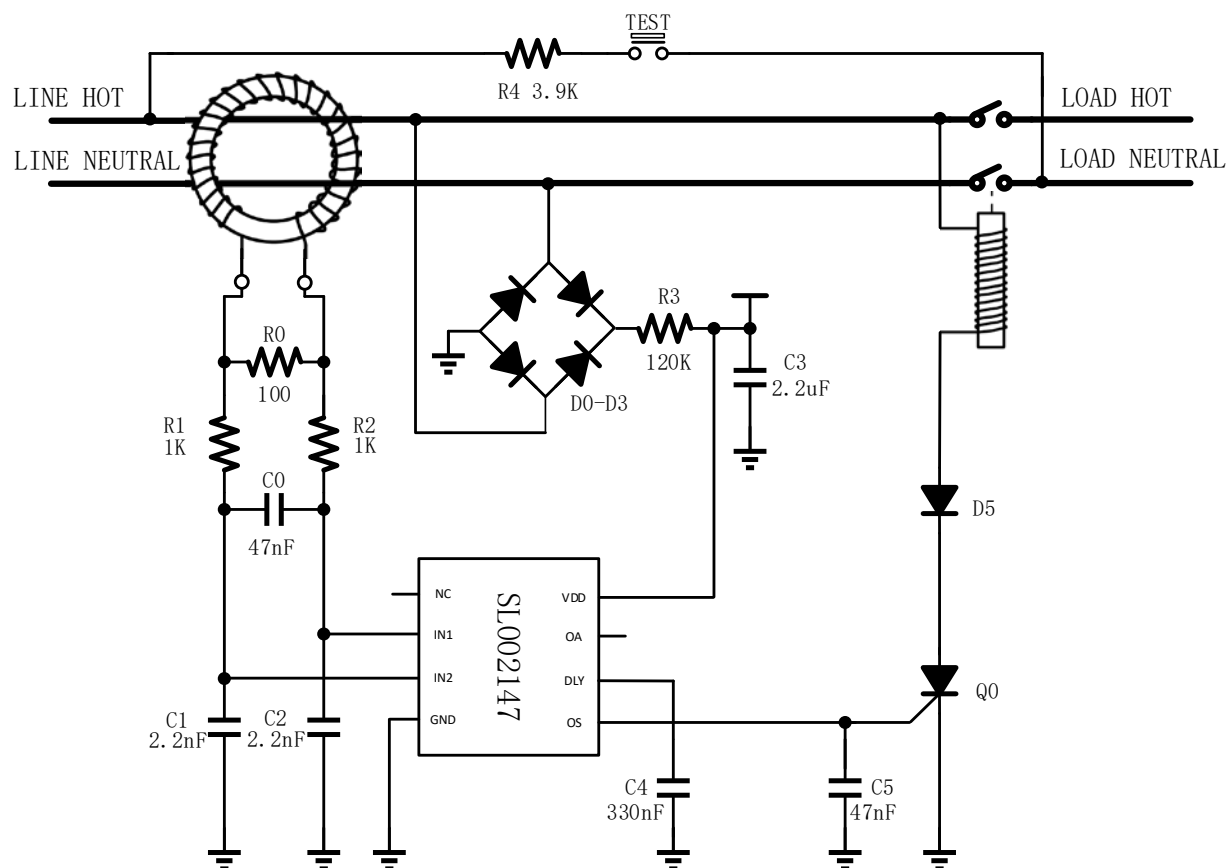 TEST
R4 3.9K
LINE HOT
LOAD HOT
LINE NEUTRAL
LOAD NEUTRAL
R0
100
R3
120K
C3
2.2uF
D0-D3
R1
1K
R2
1K
C0
47nF
D5
SL002147
NC
IN1
IN2
GND
VDD
OA
DLY
OS
Q0
C1
2.2nF
C2
2.2nF
C4
330nF
C5
47nF